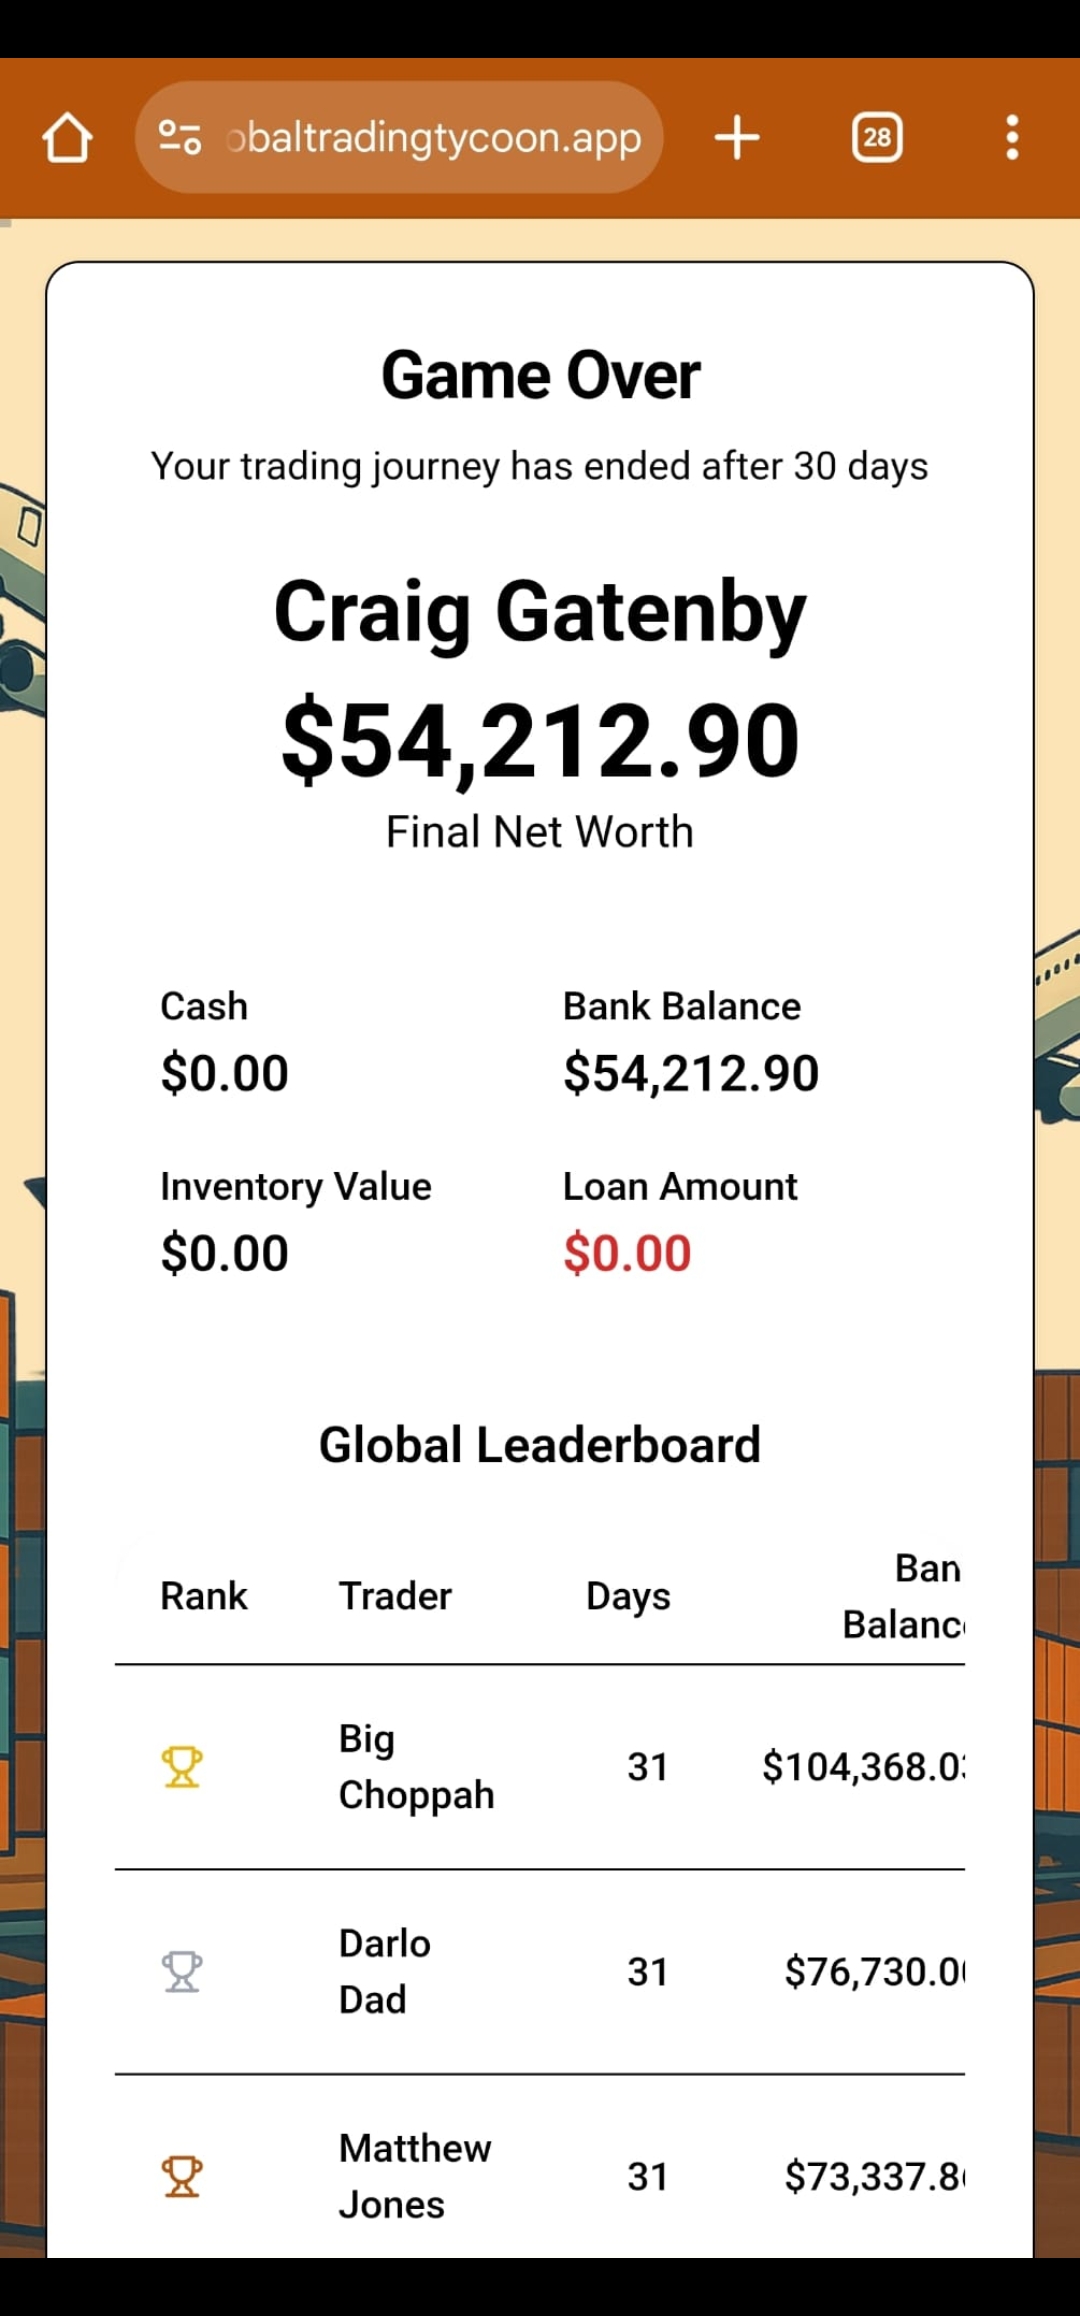 obaltradingtycoon.app
28
Game Over
Your trading journey has ended after 30 days
Craig Gatenby
$54,212.90
Final Net Worth
Cash
Bank Balance
$0.00
$54,212.90
Inventory Value
Loan Amount
$0.00
$0.00
Global Leaderboard
Rank
Trader
Days
Ban
Balanc
Big
Choppah
31
$104,368.0
Darlo
Dad
31
$76,730.0
Matthew
Jones
31
$73,337.8